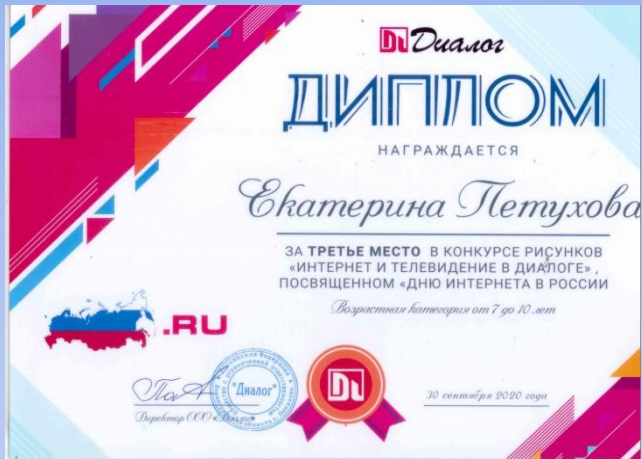 Диалог
ДИПЛОМ
НАГРАЖДАЕТСЯ
Екатерина Петухова
ЗА ТРЕТЬЕ МЕСТО В КОНКУРСЕ РИСУНКОВ
«ИНТЕРНЕТ И ТЕЛЕВИДЕНИЕ В ДИАЛОГЕ» ,
ПОСВЯЩЕННОМ «ДНЮ ИНТЕРНЕТА В РОССИИ
Возрастная категория от 7 до 10 лет
.RU
"Диалог"
Директор ООО «Диалог»
30 сентября 2020 года